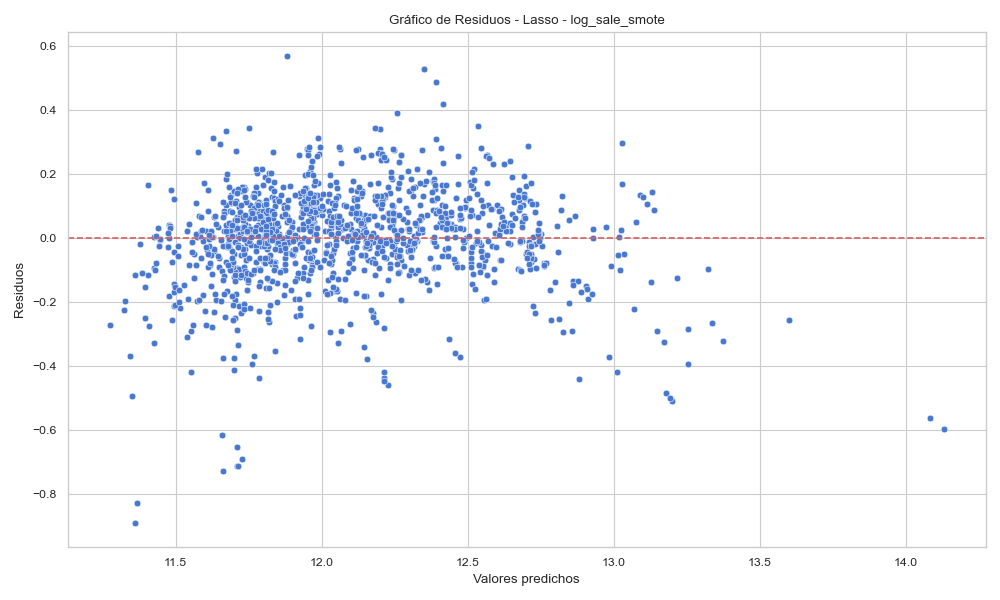 Gráfico de Residuos - Lasso - log_sale_smote
0.6
0.4
0.2
0.0
−0.2
−0.4
−0.6
−0.8
Residuos
11.5 12.0 12.5 13.0 13.5 14.0
Valores predichos